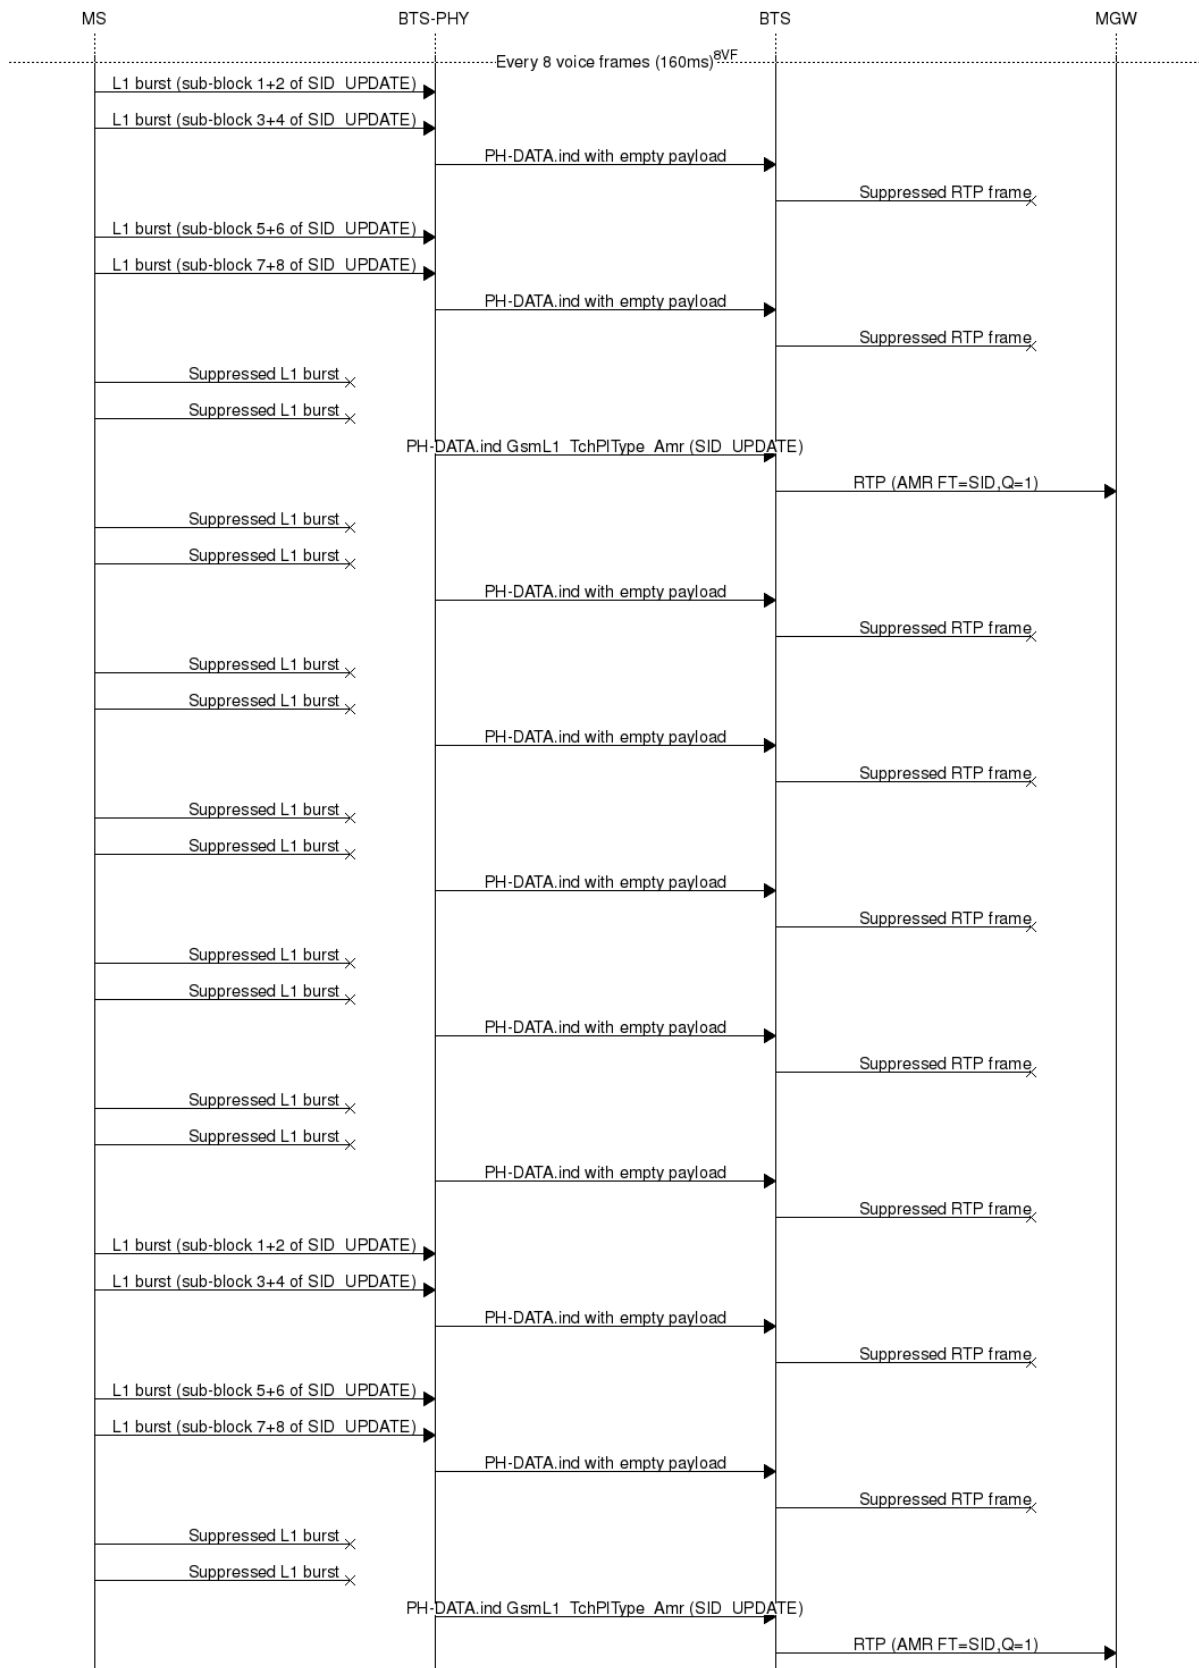 MS BTS-PHY BTS MGW
Every 8 voice frames (160ms)8VF
L1 burst (sub-block 1+2 of SID_UPDATE)
L1 burst (sub-block 3+4 of SID_UPDATE)
PH-DATA.ind with empty payload
Suppressed RTP frame
L1 burst (sub-block 5+6 of SID_UPDATE)
L1 burst (sub-block 7+8 of SID_UPDATE)
PH-DATA.ind with empty payload
Suppressed RTP frame
Suppressed L1 burst
Suppressed L1 burst
PH-DATA.ind GsmL1_TchPlType_Amr (SID_UPDATE)
RTP (AMR FT=SID,Q=1)
Suppressed L1 burst
Suppressed L1 burst
PH-DATA.ind with empty payload
Suppressed RTP frame
Suppressed L1 burst
Suppressed L1 burst
PH-DATA.ind with empty payload
Suppressed RTP frame
Suppressed L1 burst
Suppressed L1 burst
PH-DATA.ind with empty payload
Suppressed RTP frame
Suppressed L1 burst
Suppressed L1 burst
PH-DATA.ind with empty payload
Suppressed RTP frame
Suppressed L1 burst
Suppressed L1 burst
PH-DATA.ind with empty payload
Suppressed RTP frame
L1 burst (sub-block 1+2 of SID_UPDATE)
L1 burst (sub-block 3+4 of SID_UPDATE)
PH-DATA.ind with empty payload
Suppressed RTP frame
L1 burst (sub-block 5+6 of SID_UPDATE)
L1 burst (sub-block 7+8 of SID_UPDATE)
PH-DATA.ind with empty payload
Suppressed RTP frame
Suppressed L1 burst
Suppressed L1 burst
PH-DATA.ind GsmL1_TchPlType_Amr (SID_UPDATE)
RTP (AMR FT=SID,Q=1)